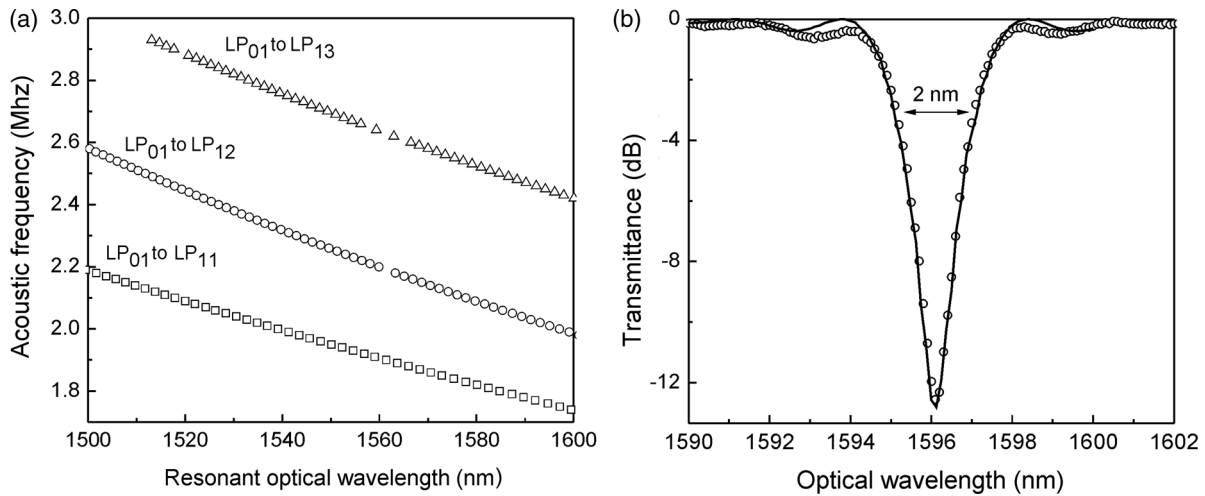 (a)
3.0
2.8
2.6
2.4
2.2
2.0
1.8
Acoustic frequency (Mhz)
LP01 to LP13
LP01 to LP12
LP01 to LP11
1500 1520 1540 1560 1580 1600
Resonant optical wavelength (nm)
(b)
0
-4
-8
-12
Transmittance (dB)
2 nm
1590 1592 1594 1596 1598 1600 1602
Optical wavelength (nm)